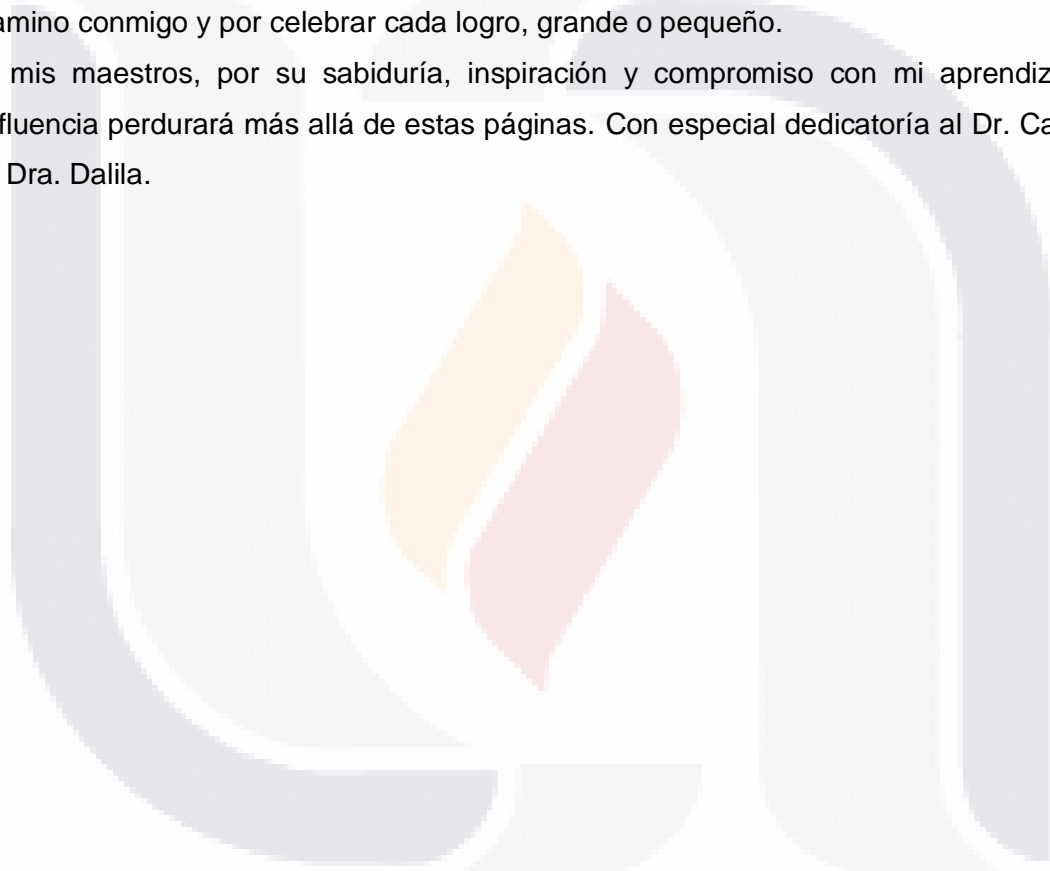 amino conmigo y por celebrar cada logro, grande o pequeño.
mis maestros, por su sabiduría, inspiración y compromiso con mi aprendiz
fluencia perdurará más allá de estas páginas. Con especial dedicatoría al Dr. Ca
Dra. Dalila.